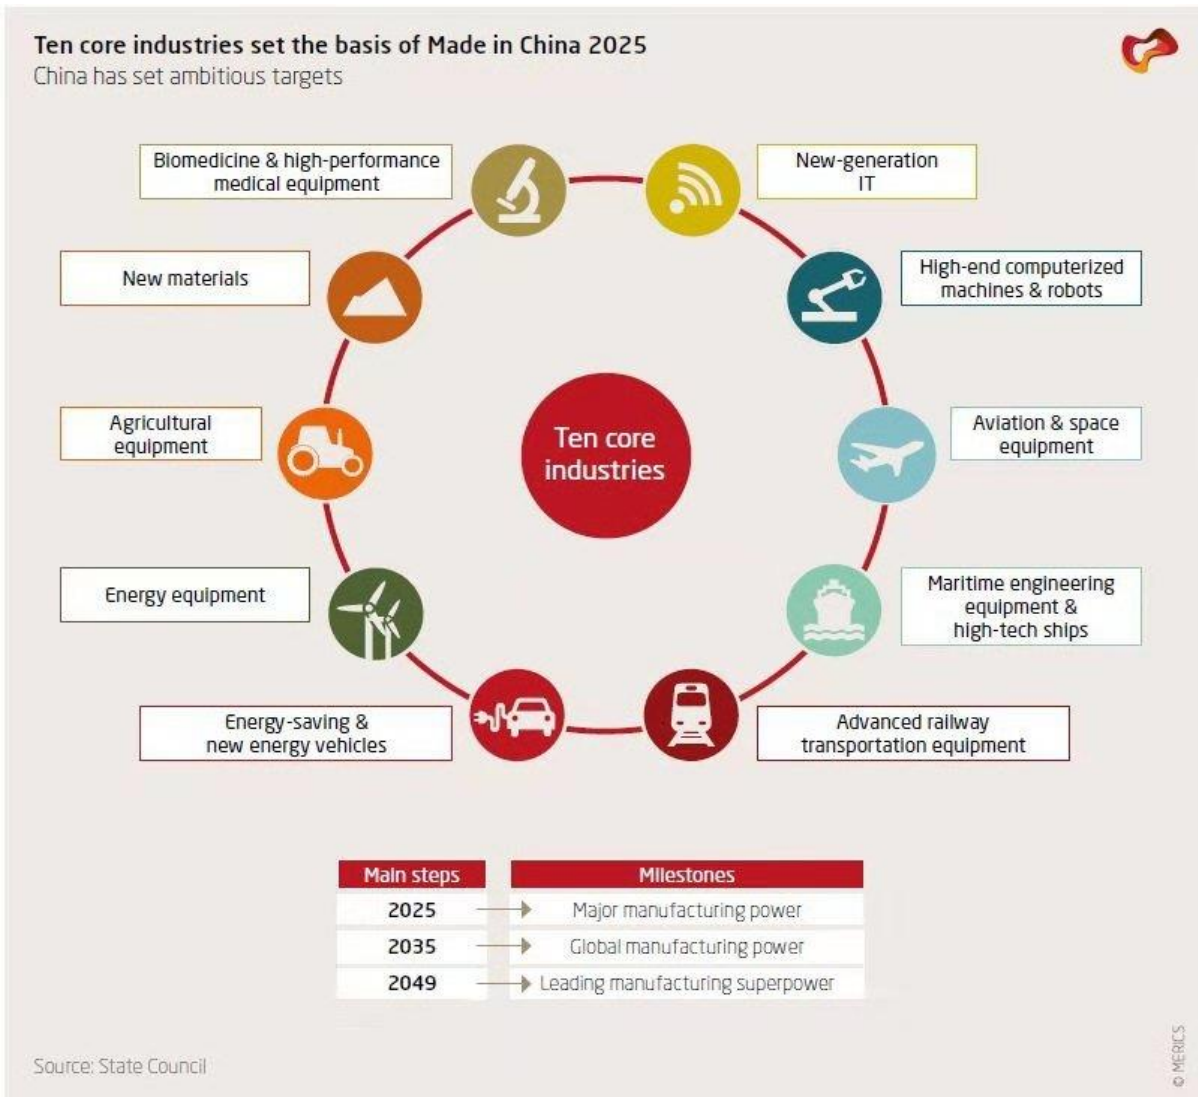 Ten core industries set the basis of Made in China 2025
China has set ambitious targets
Biomedicine & high-performance
medical equipment
New-generation
IT
New materials
High-end computerized
machines & robots
Agricultural
equipment
Ten core
industries
Aviation & space
equipment
Energy equipment
Maritime engineering
equipment &
high-tech ships
Energy-saving &
new energy vehicles
Advanced railway
transportation equipment
Main steps Milestones
2025 Major manufacturing power
2035 Global manufacturing power
2049 Leading manufacturing superpower
Source: State Council
© MERICS